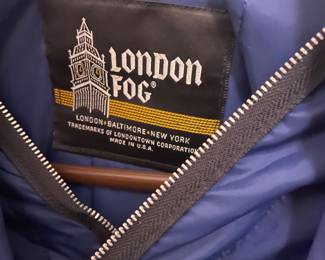 LONDON
FOG®
LONDON • BALTIMORE • NEW YORK
TRADEMARKS OF LONDONTOWN CORPORATION
MADE IN U.S.A.